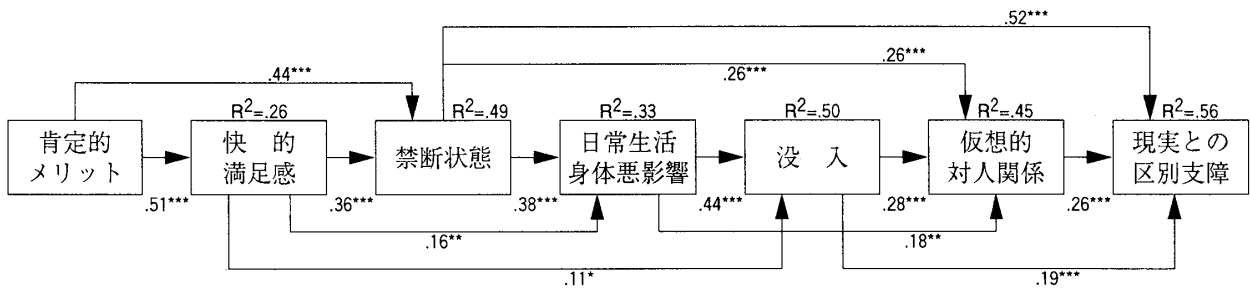 .52***
.26***
.44***
.26***
R²=.26
R²=.49
R²=.33
R²=.50
R²=.45
R²=.56
肯定的
メリット
快的
満足感
禁断状態
日常生活
身体悪影響
没入
仮想的
対人関係
現実との
区別支障
.51***
.36***
.38***
.44***
.28***
.26***
.16**
.18**
.11*
.19***